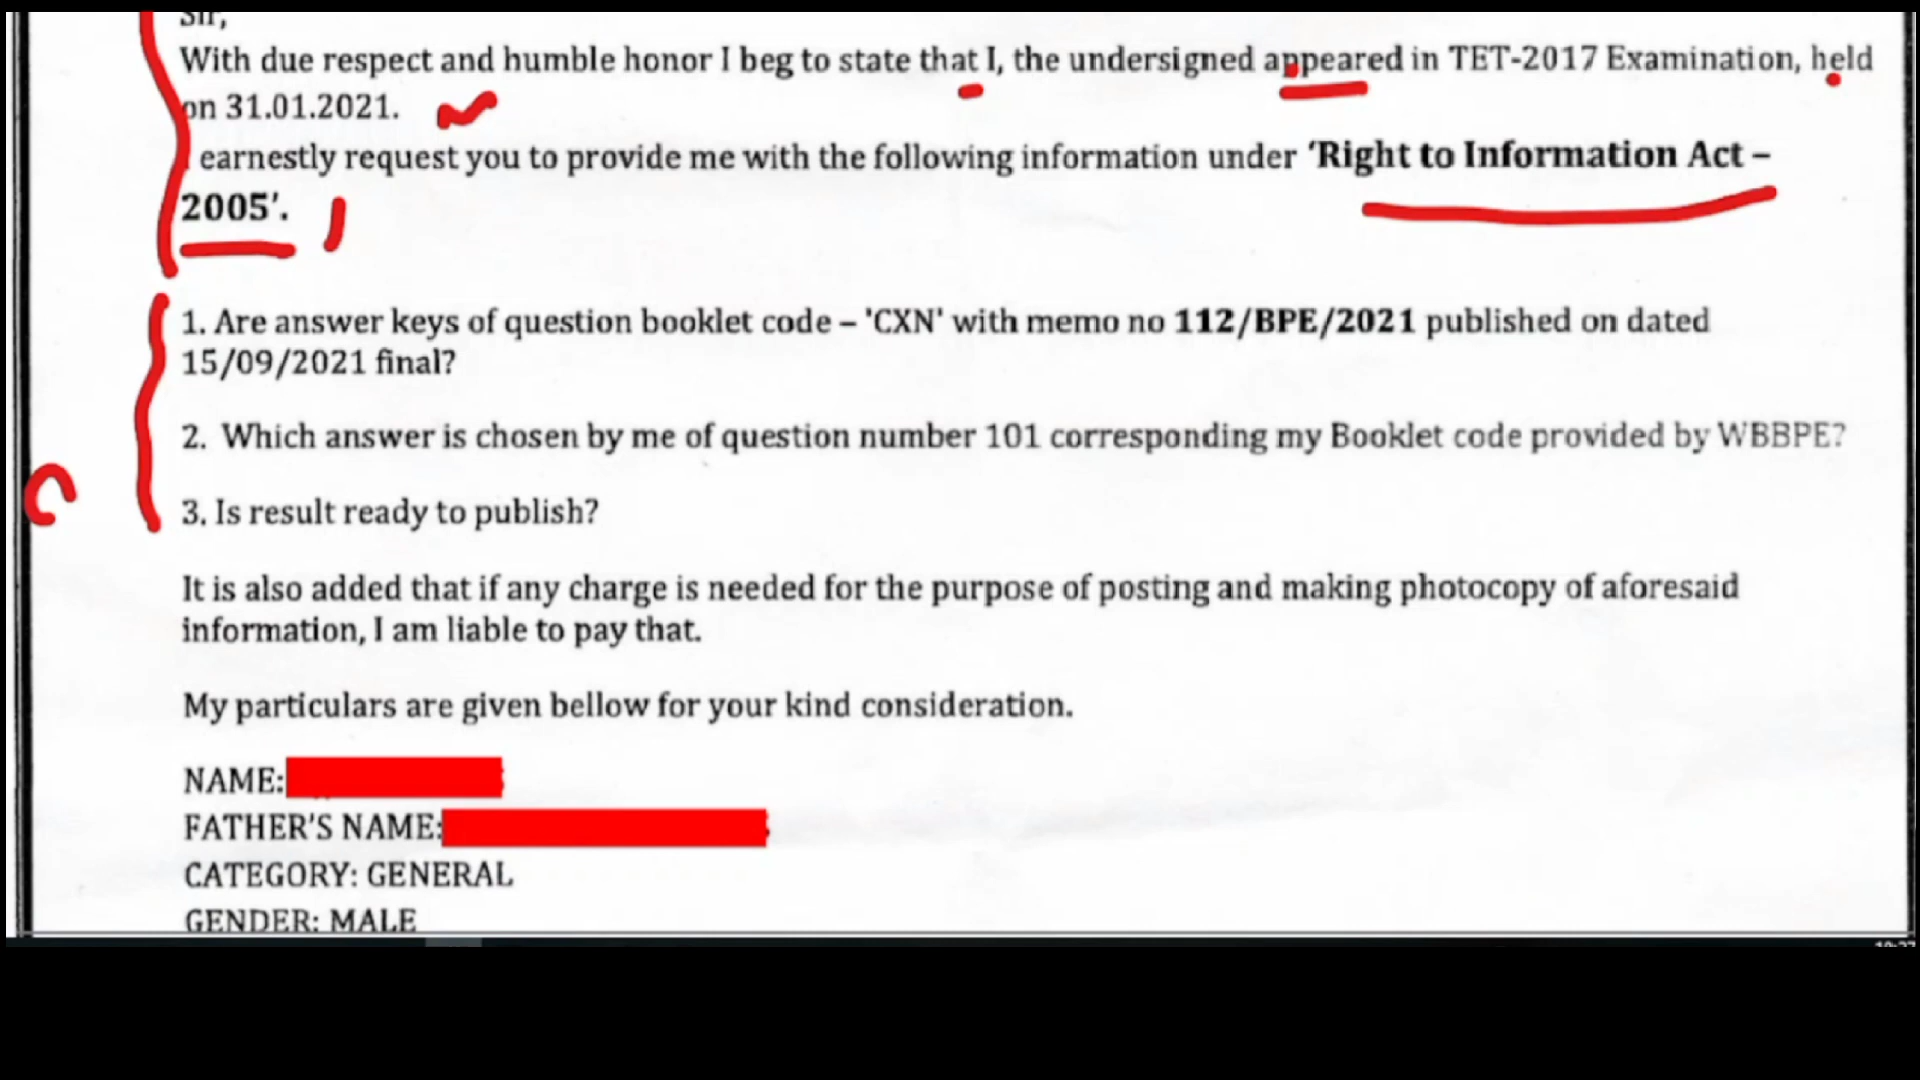 Sir,
With due respect and humble honor I beg to state that I, the undersigned appeared in TET-2017 Examination, held
on 31.01.2021.
I earnestly request you to provide me with the following information under ‘Right to Information Act –
2005’.
1. Are answer keys of question booklet code – 'CXN' with memo no 112/BPE/2021 published on dated
15/09/2021 final?
2. Which answer is chosen by me of question number 101 corresponding my Booklet code provided by WBBPE?
3. Is result ready to publish?
It is also added that if any charge is needed for the purpose of posting and making photocopy of aforesaid
information, I am liable to pay that.
My particulars are given bellow for your kind consideration.
NAME:
FATHER'S NAME:
CATEGORY: GENERAL
GENDER: MALE